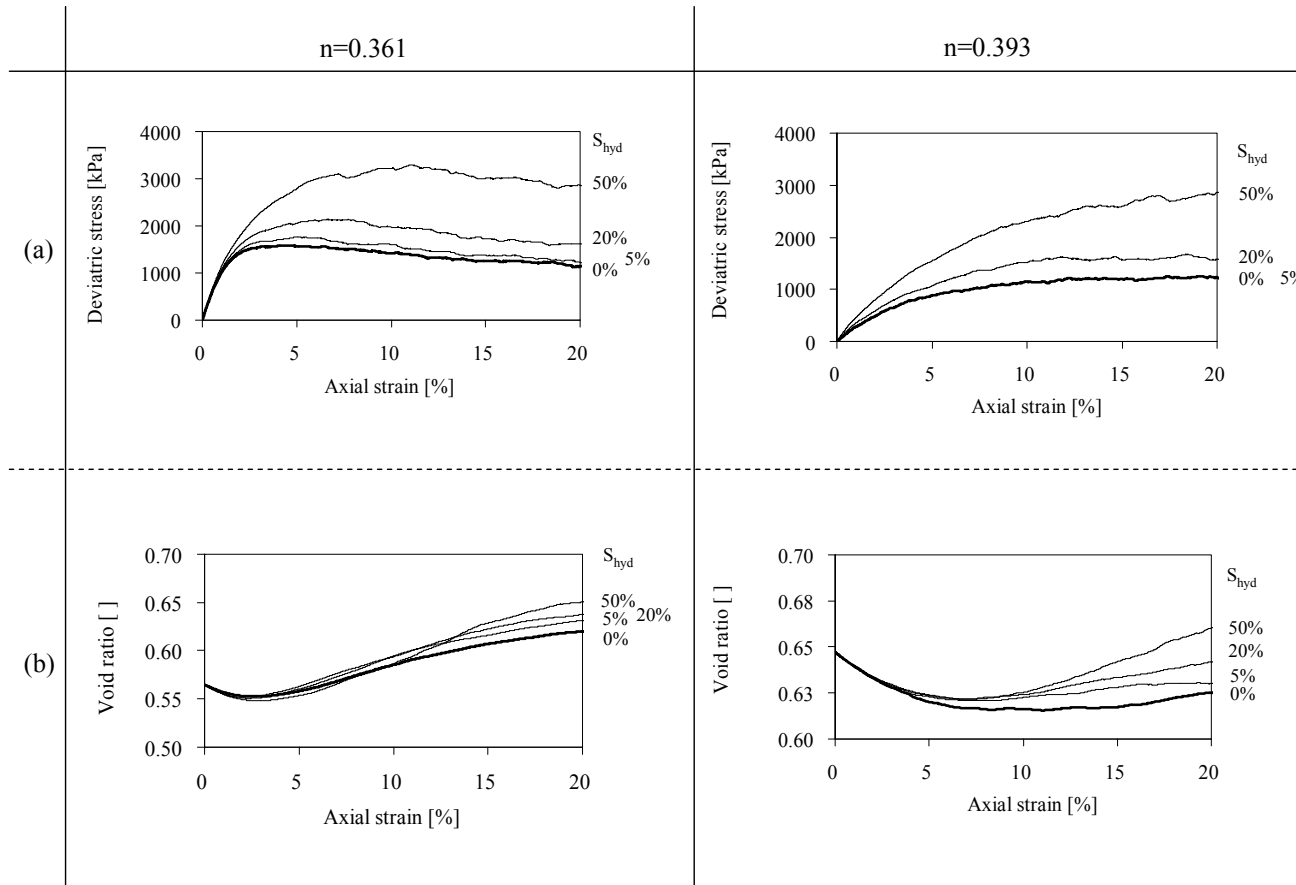 n=0.361
n=0.393
(a)
Deviatric stress [kPa]
4000
3000
2000
1000
0
0 5 10 15 20
Axial strain [%]
S_hyd
50%
20%
5%
0%
Deviatric stress [kPa]
4000
3000
2000
1000
0
0 5 10 15 20
Axial strain [%]
S_hyd
50%
20%
0% 5%
(b)
Void ratio [ ]
0.70
0.65
0.60
0.55
0.50
0 5 10 15 20
Axial strain [%]
S_hyd
50%
5% 20%
0%
Void ratio [ ]
0.70
0.68
0.65
0.63
0.60
0 5 10 15 20
Axial strain [%]
S_hyd
50%
20%
5%
0%